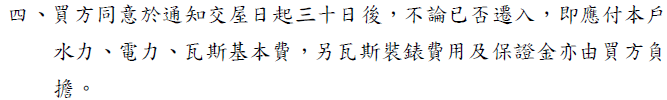 四、買方同意於通知交屋日起三十日後，不論已否遷入，即應付本戶
水力、電力、瓦斯基本費，另瓦斯裝錶費用及保證金亦由買方負
擔。